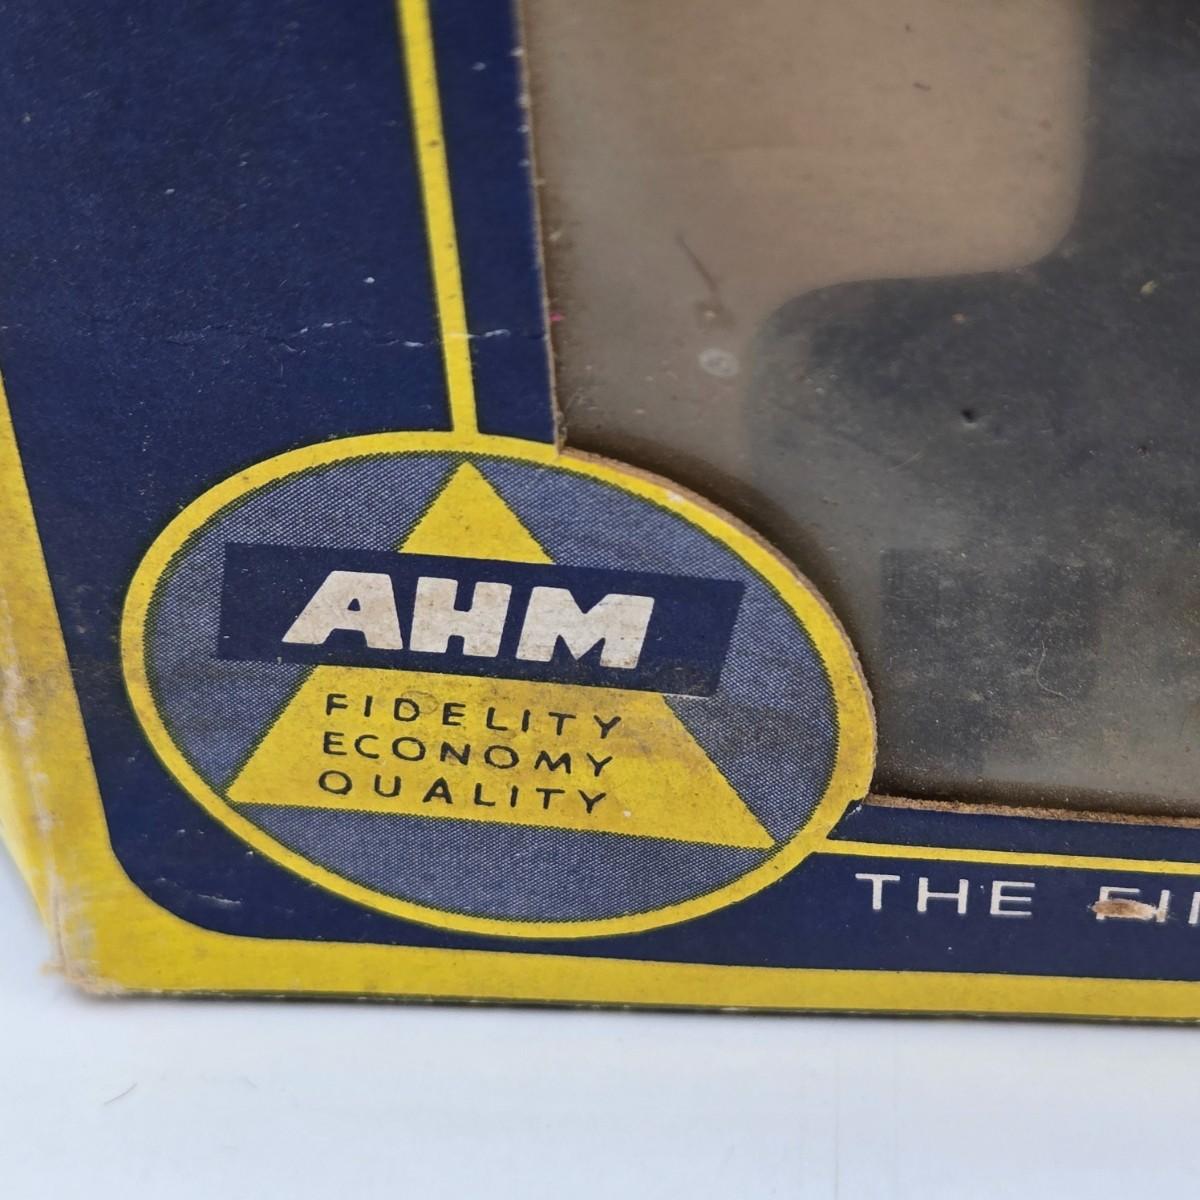 AHM
FIDELITY
ECONOMY
QUALITY
THE